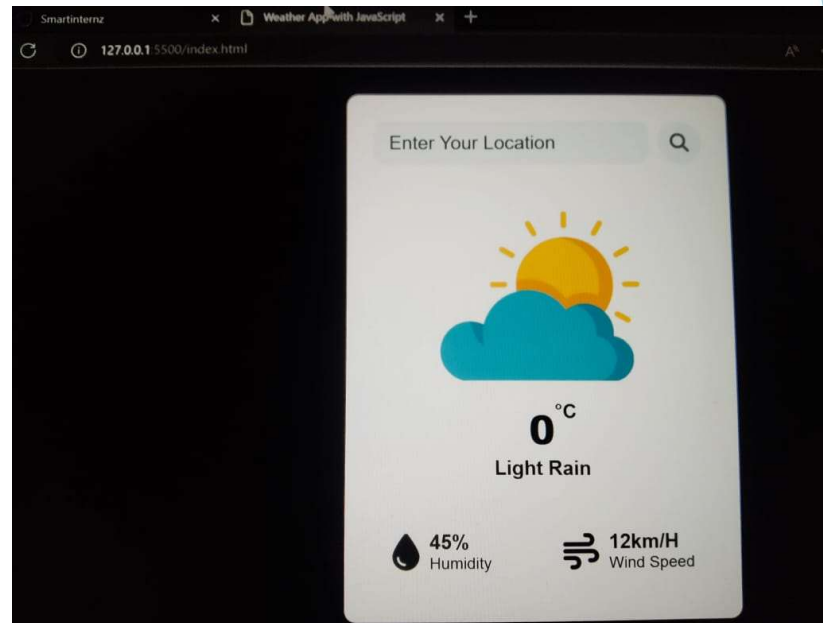 Smartinternz
Weather App with JavaScript
127.0.0.1:5500/index.html
Enter Your Location
0°C
Light Rain
45%
Humidity
12km/H
Wind Speed